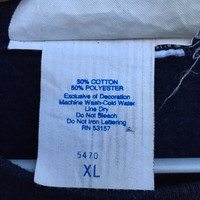 50% COTTON
50% POLYESTER
Exclusive of Decoration
Machine Wash-Cold Water
Line Dry
Do Not Bleach
Do Not Iron Lettering
RN 53157
5470
XL